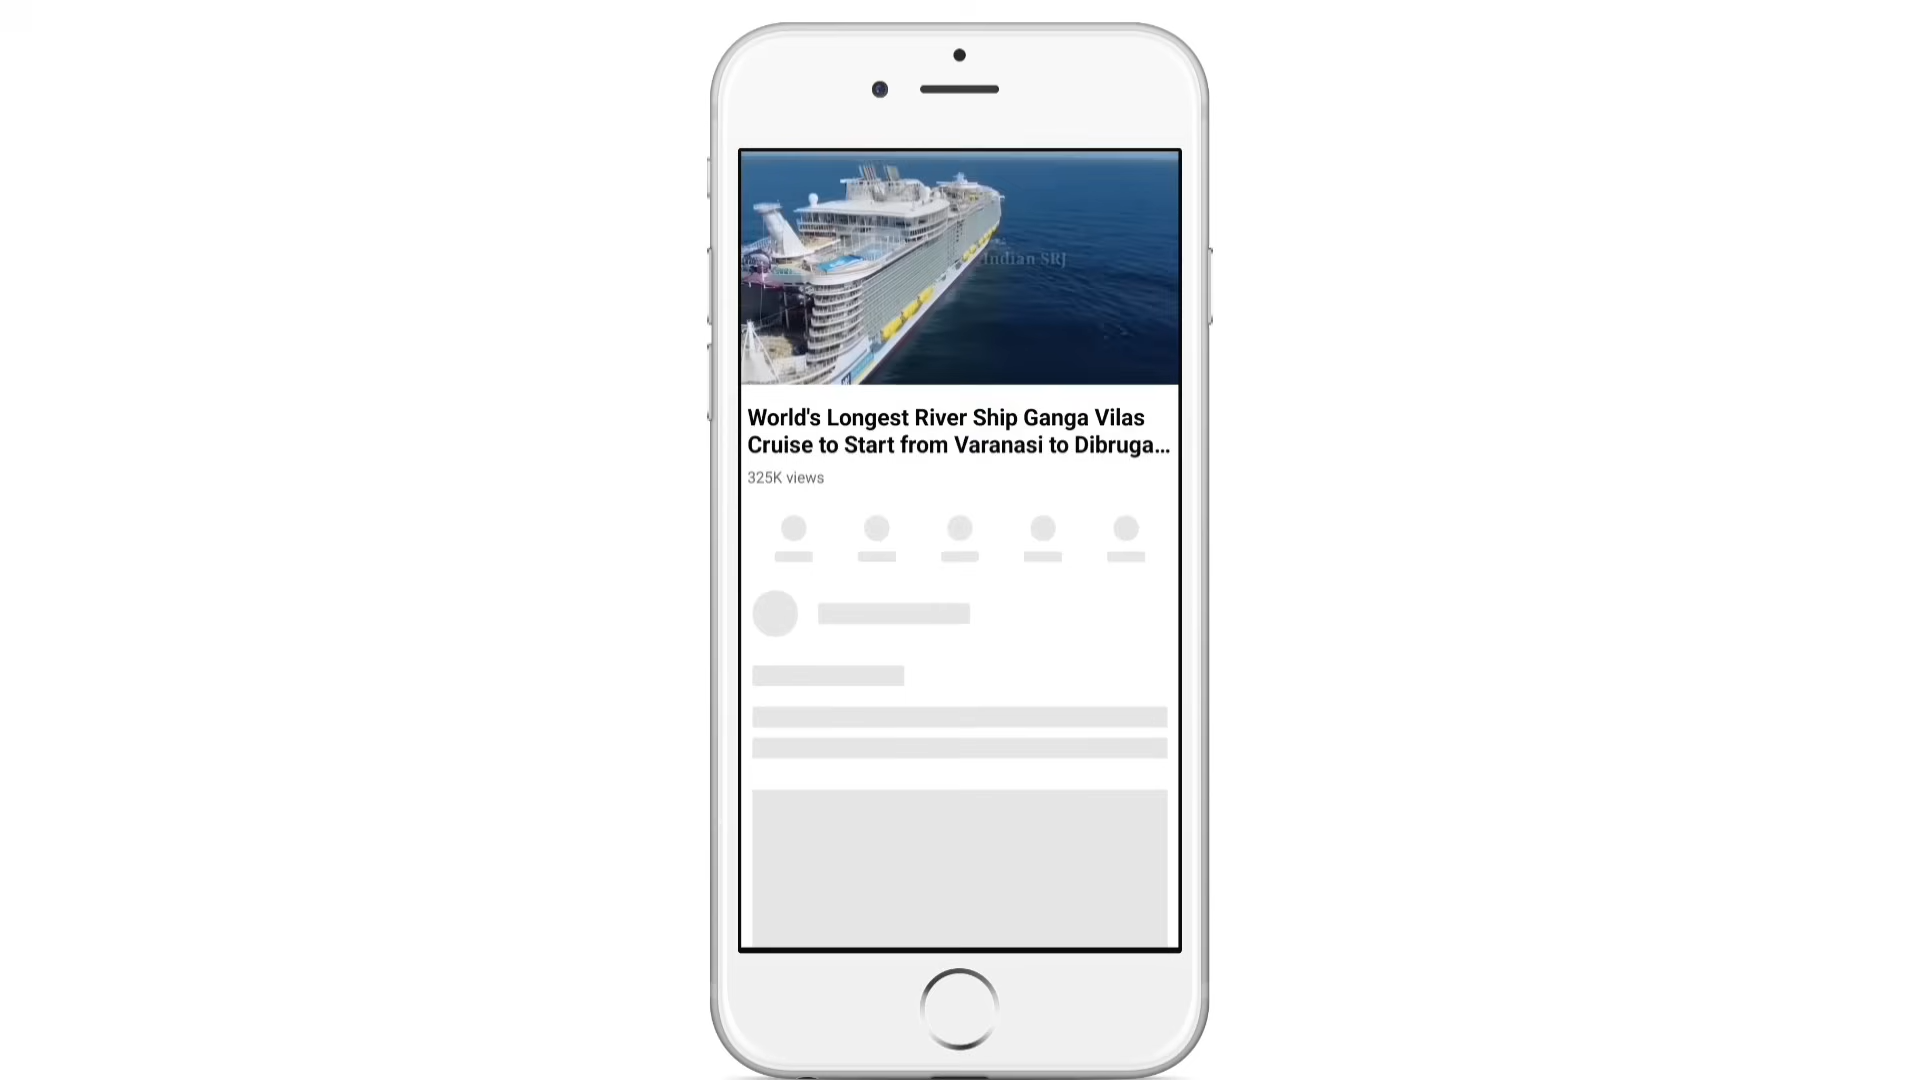 Indian SRJ
World's Longest River Ship Ganga Vilas
Cruise to Start from Varanasi to Dibruga...
325K views